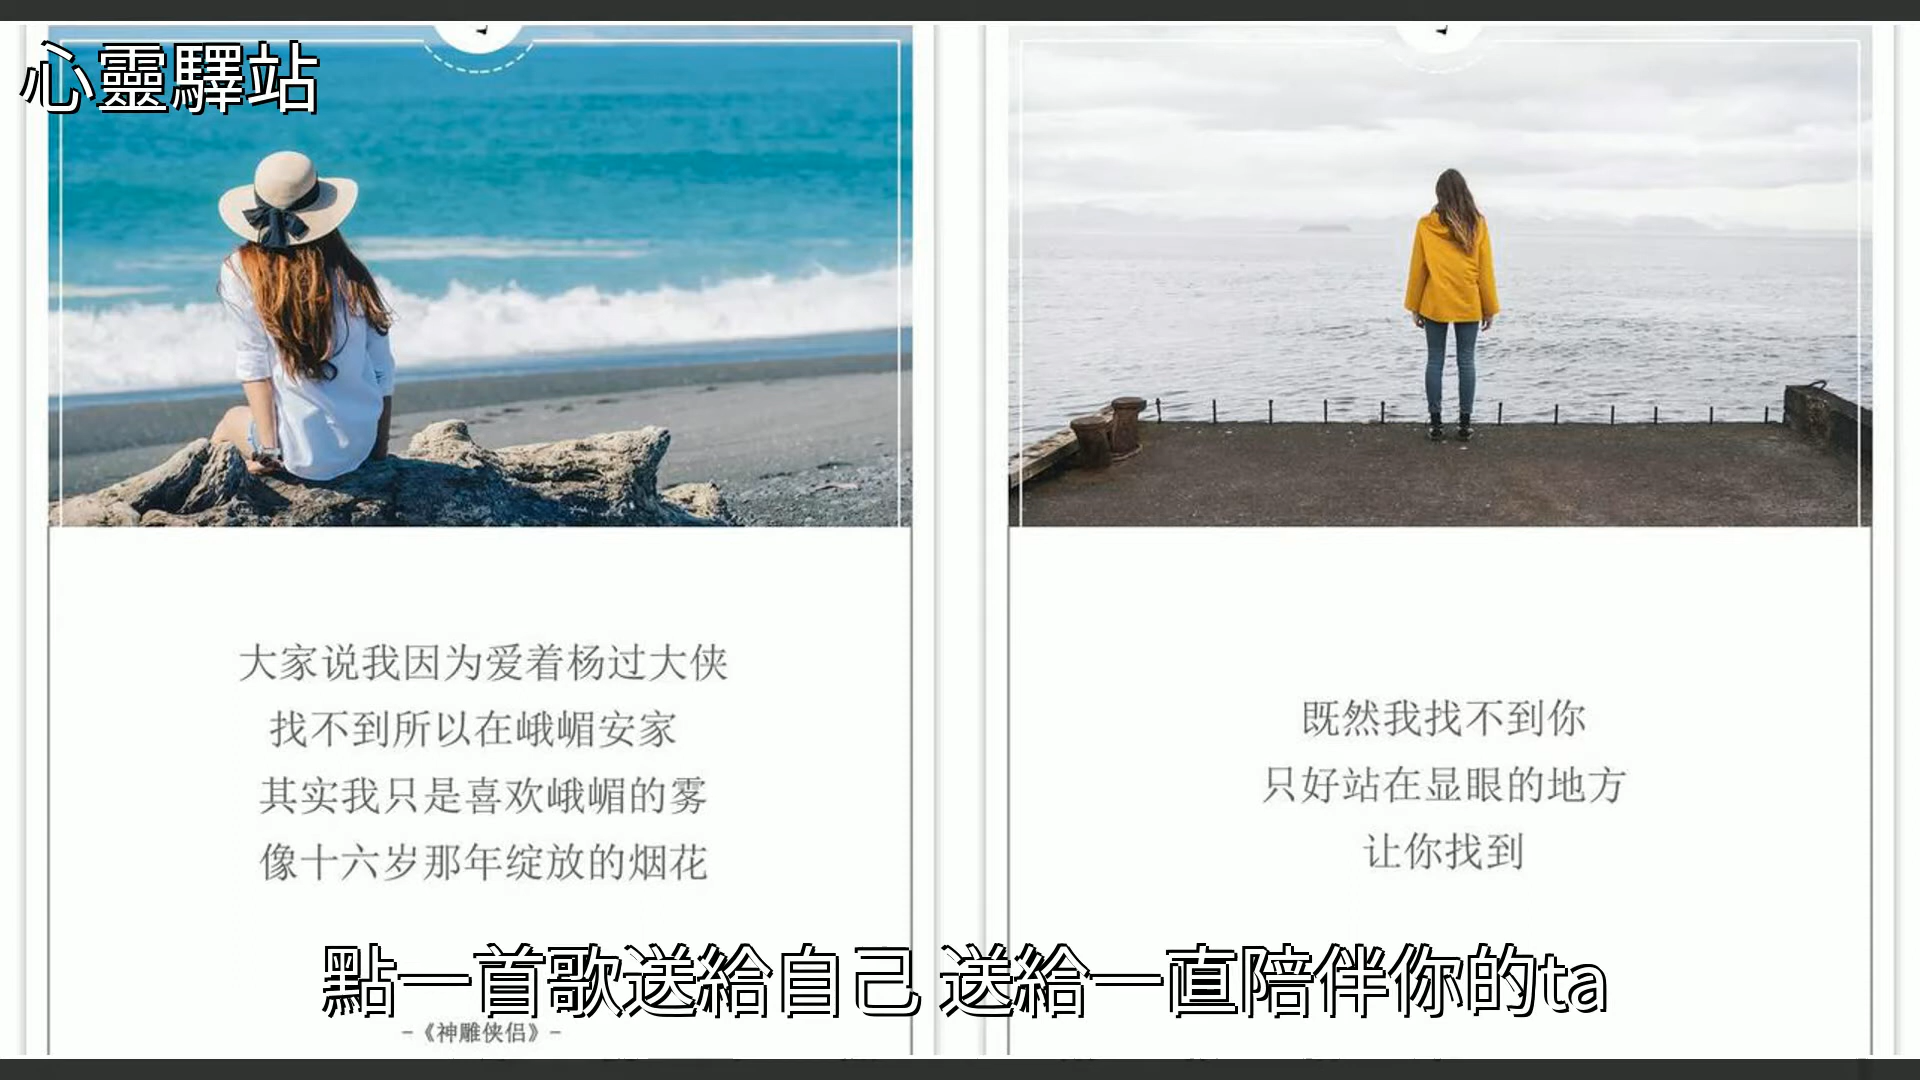 心靈驛站
大家说我因为爱着杨过大侠
找不到所以在峨嵋安家
其实我只是喜欢峨嵋的雾
像十六岁那年绽放的烟花
-《神雕侠侣》-
既然我找不到你
只好站在显眼的地方
让你找到
點一首歌送給自己 送給一直陪伴你的ta